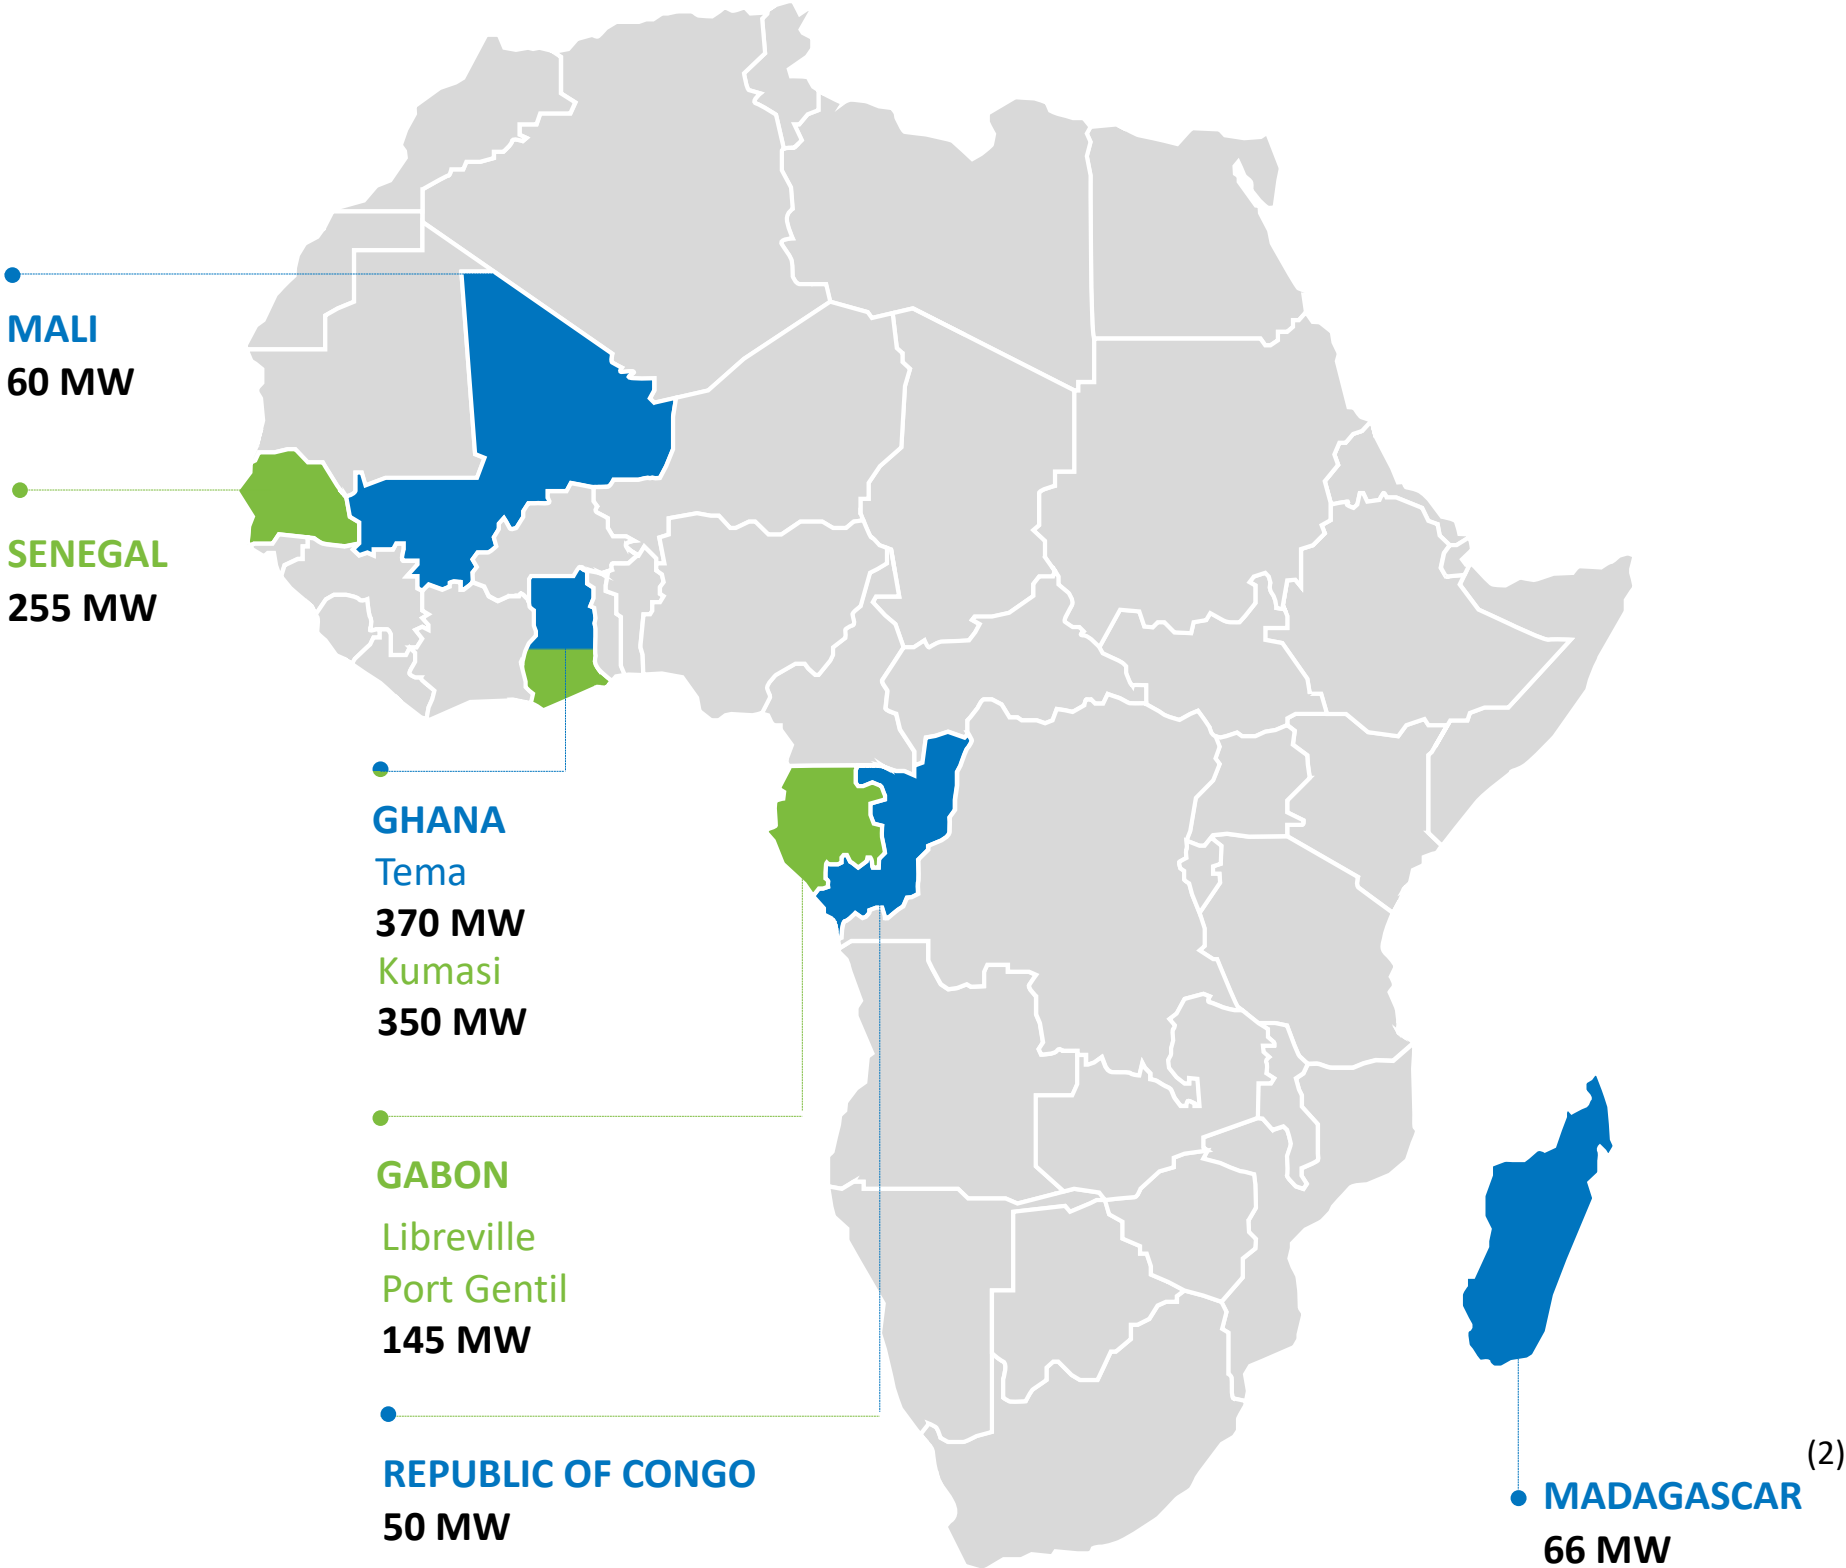 MALI
60 MW
SENEGAL
255 MW
GHANA
Tema
370 MW
Kumasi
350 MW
GABON
Libreville
Port Gentil
145 MW
REPUBLIC OF CONGO
50 MW
(2)
MADAGASCAR
66 MW